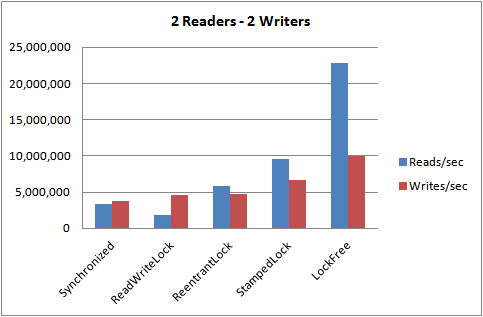 2 Readers - 2 Writers
25,000,000
20,000,000
15,000,000
10,000,000
5,000,000
0
Synchronized
ReadWriteLock
ReentrantLock
StampedLock
LockFree
Reads/sec
Writes/sec